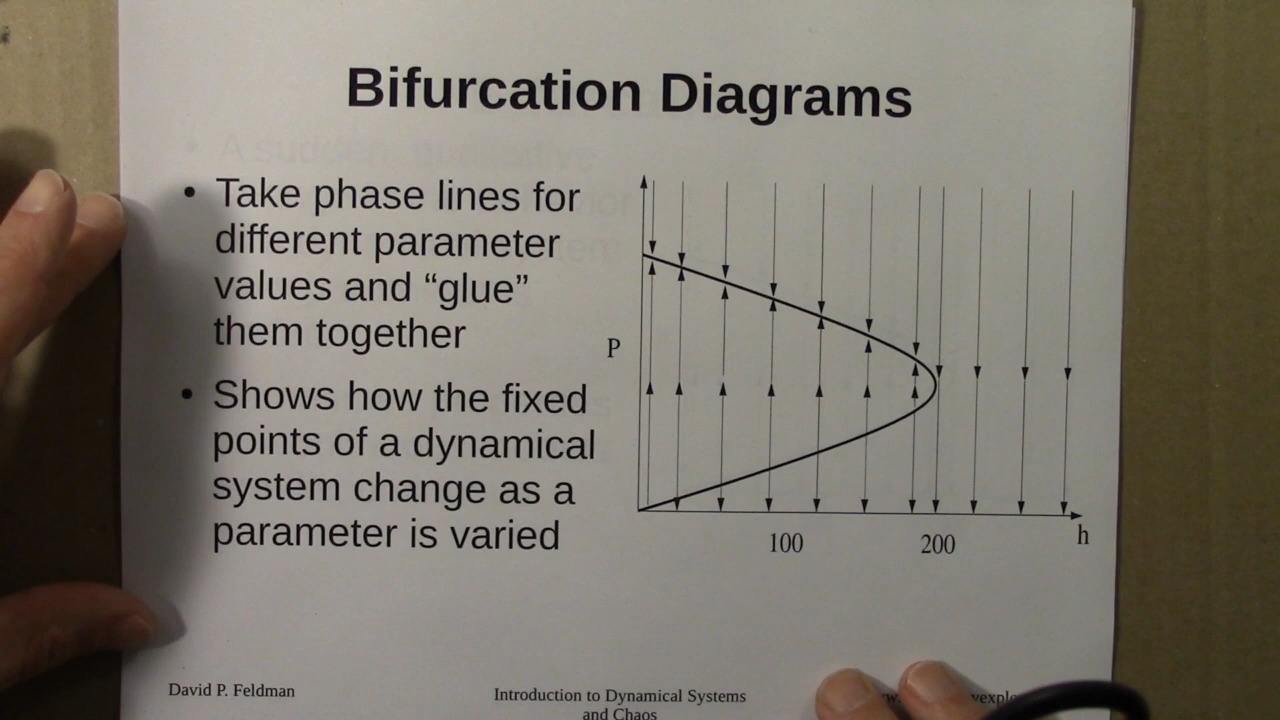 Bifurcation Diagrams
• Take phase lines for
different parameter
values and “glue”
them together
• Shows how the fixed
points of a dynamical
system change as a
parameter is varied
P
100
200
h
David P. Feldman
Introduction to Dynamical Systems
and Chaos